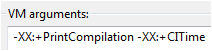 VM arguments:
-XX:+PrintCompilation -XX:+CITime